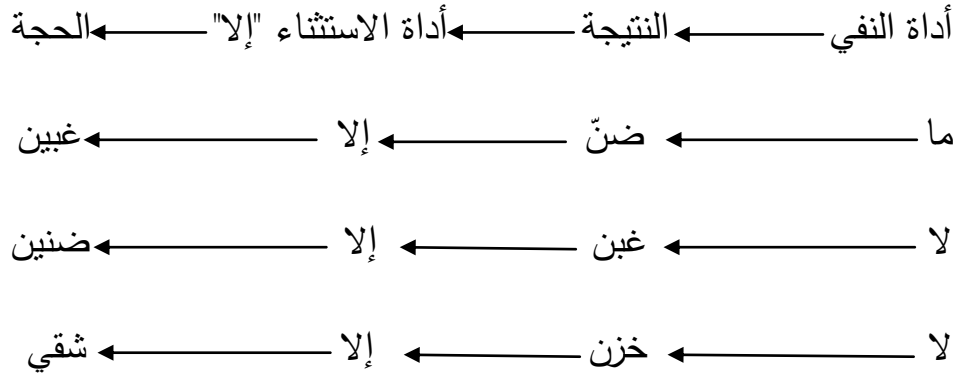 أداة النفي النتيجة أداة الاستثناء "إلا" الحجة
ما ضنّ إلا غبين
لا غبن إلا ضنين
لا خزن إلا شقي